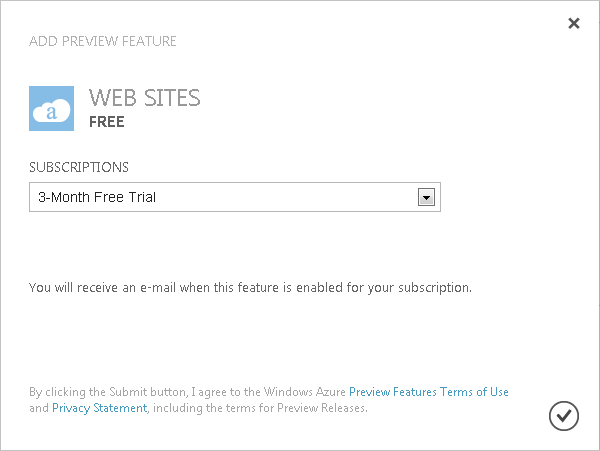 ADD PREVIEW FEATURE
a
WEB SITES
FREE
SUBSCRIPTIONS
3-Month Free Trial
You will receive an e-mail when this feature is enabled for your subscription.
By clicking the Submit button, I agree to the Windows Azure Preview Features Terms of Use
and Privacy Statement, including the terms for Preview Releases.